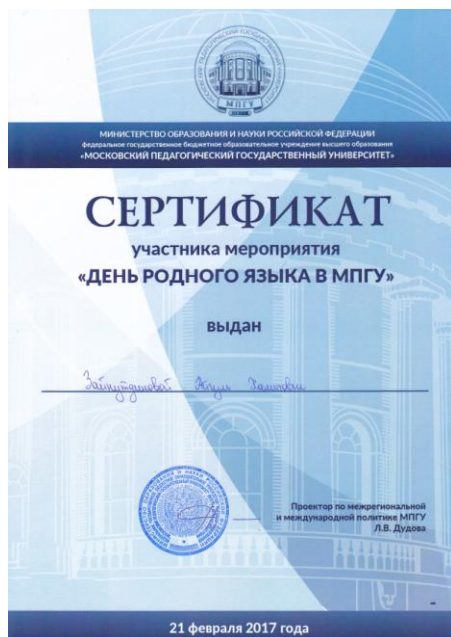 МПГУ
МИНИСТЕРСТВО ОБРАЗОВАНИЯ И НАУКИ РОССИЙСКОЙ ФЕДЕРАЦИИ
федеральное государственное бюджетное образовательное учреждение высшего образования
«МОСКОВСКИЙ ПЕДАГОГИЧЕСКИЙ ГОСУДАРСТВЕННЫЙ УНИВЕРСИТЕТ»
СЕРТИФИКАТ
участника мероприятия
«ДЕНЬ РОДНОГО ЯЗЫКА В МПГУ»
выдан
Проректор по межрегиональной
и международной политике МПГУ
Л.В. Дудова
21 февраля 2017 года